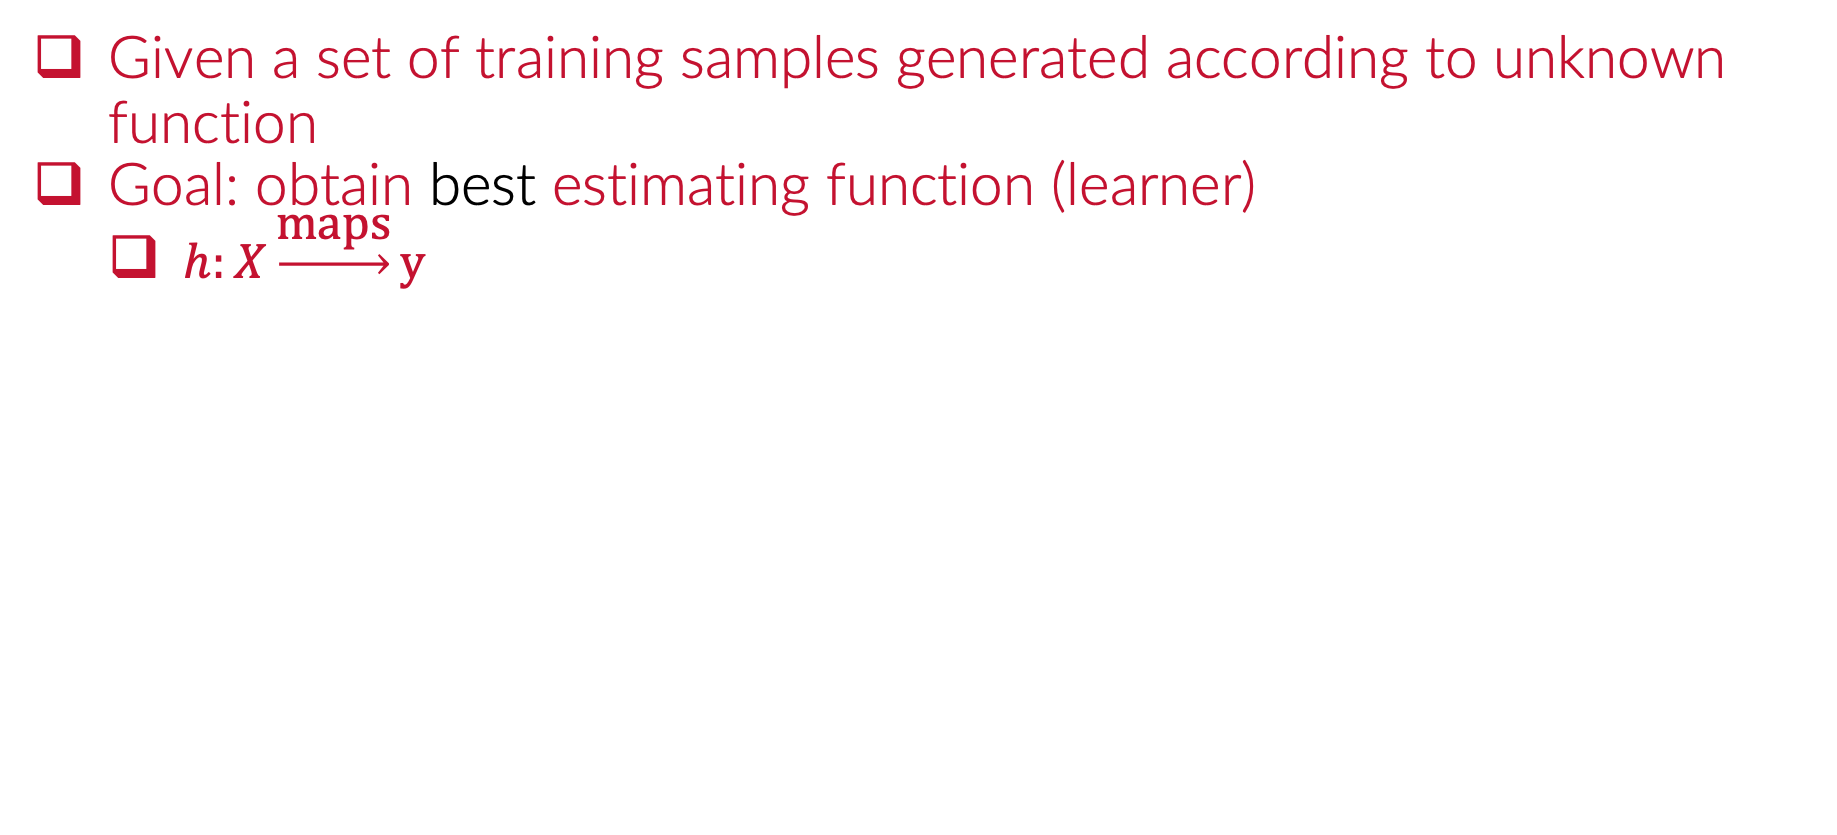 ❑ Given a set of training samples generated according to unknown
function
❑ Goal: obtain best estimating function (learner)
maps
❑ h: X ⟶ y